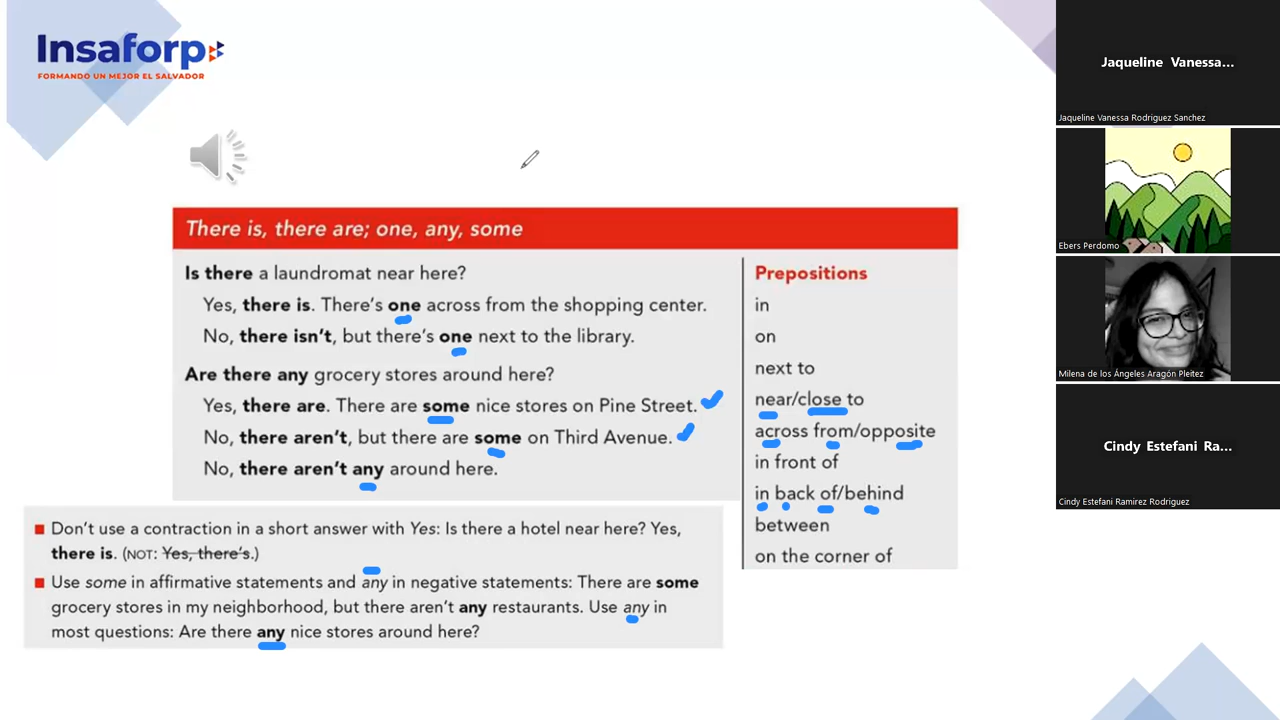 Insaforp
FORMANDO UN MEJOR EL SALVADOR
There is, there are; one, any, some
Is there a laundromat near here?
Yes, there is. There's one across from the shopping center.
No, there isn't, but there's one next to the library.
Are there any grocery stores around here?
Yes, there are. There are some nice stores on Pine Street.
No, there aren't, but there are some on Third Avenue.
No, there aren't any around here.
Prepositions
in
on
next to
near/close to
across from/opposite
in front of
in back of/behind
between
on the corner of
Don't use a contraction in a short answer with Yes: Is there a hotel near here? Yes,
there is. (NOT: Yes, there's.)
Use some in affirmative statements and any in negative statements: There are some
grocery stores in my neighborhood, but there aren't any restaurants. Use any in
most questions: Are there any nice stores around here?
Jaqueline Vanessa...
Jaqueline Vanessa Rodriguez Sanchez
Ebers Perdomo
Milena de los Ángeles Aragón Pleitez
Cindy Estefani Ra...
Cindy Estefani Ramirez Rodriguez